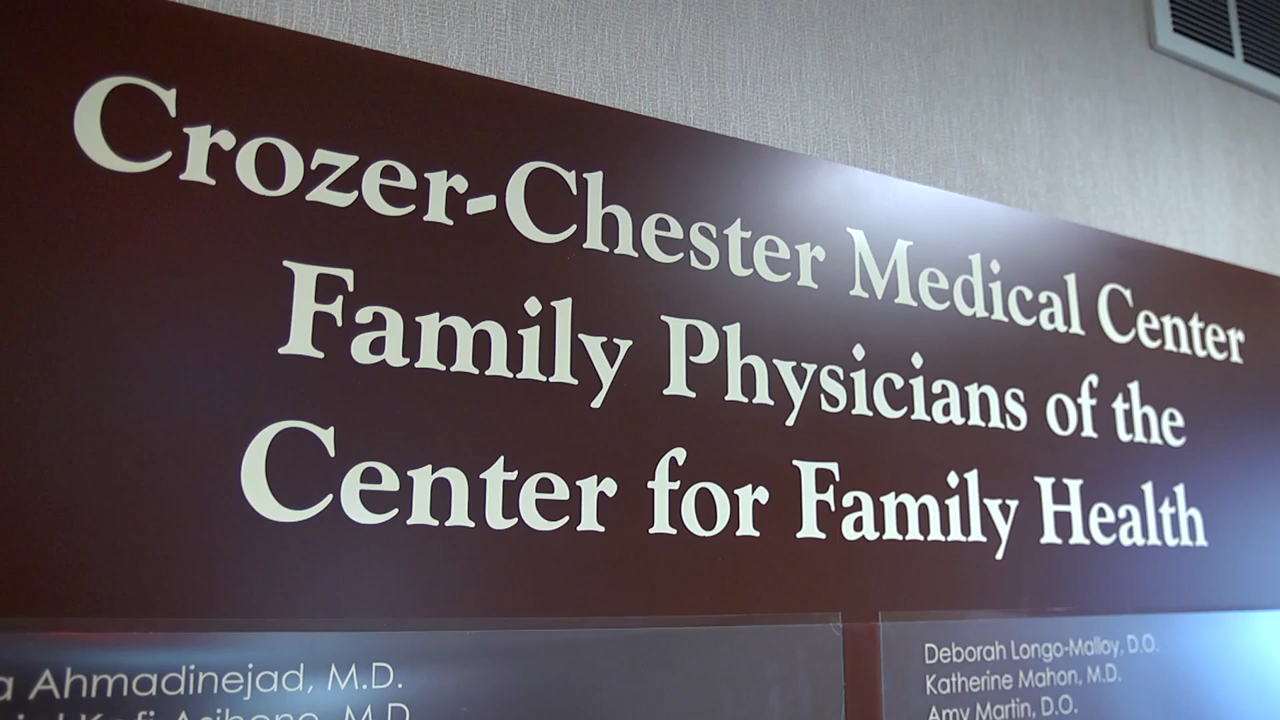 Crozer-Chester Medical Center
Family Physicians of the
Center for Family Health
Ahmadinejad, M.D.
M.D.
Deborah Longo-Malloy, D.O.
Katherine Mahon, M.D.
Amy Martin, D.O.